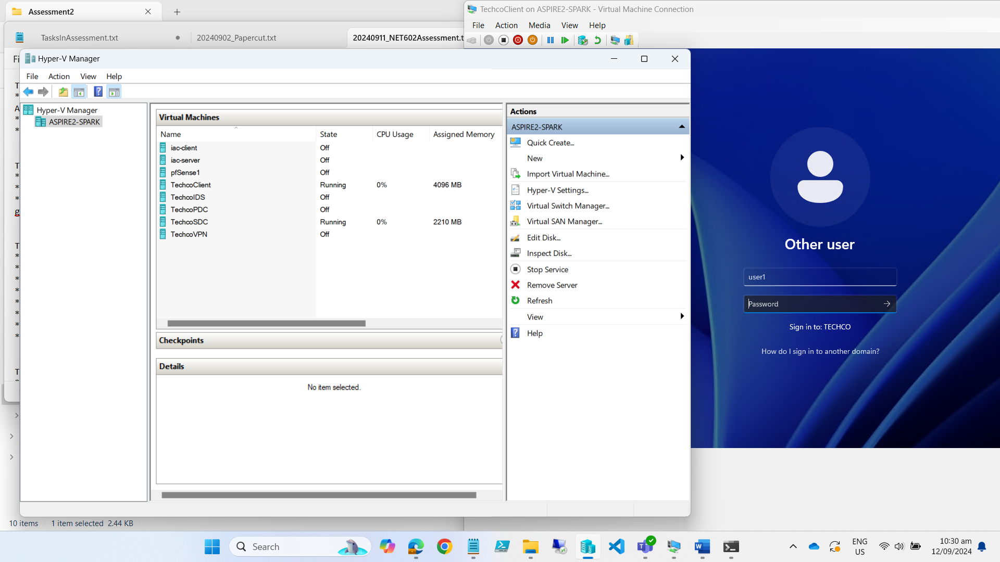 Assessment2
TasksInAssessment.txt
20240902_Papercut.txt
20240911_NET602Assessment.t
TechcoClient on ASPIRE2-SPARK - Virtual Machine Connection
File Action Media View Help
Hyper-V Manager
File Action View Help
Hyper-V Manager
ASPIRE2-SPARK
Virtual Machines
Name State CPU Usage Assigned Memory
iac-client Off
iac-server Off
pfSense1 Off
TechcoClient Running 0% 4096 MB
TechcoIDS Off
TechcoPDC Off
TechcoSDC Running 0% 2210 MB
TechcoVPN Off
Checkpoints
Details
No item selected.
Actions
ASPIRE2-SPARK
Quick Create...
New
Import Virtual Machine...
Hyper-V Settings...
Virtual Switch Manager...
Virtual SAN Manager...
Edit Disk...
Inspect Disk...
Stop Service
Remove Server
Refresh
View
Help
Other user
user1
Password
Sign in to: TECHCO
How do I sign in to another domain?
10 items 1 item selected 2.44 KB
Search
ENG
US
10:30 am
12/09/2024